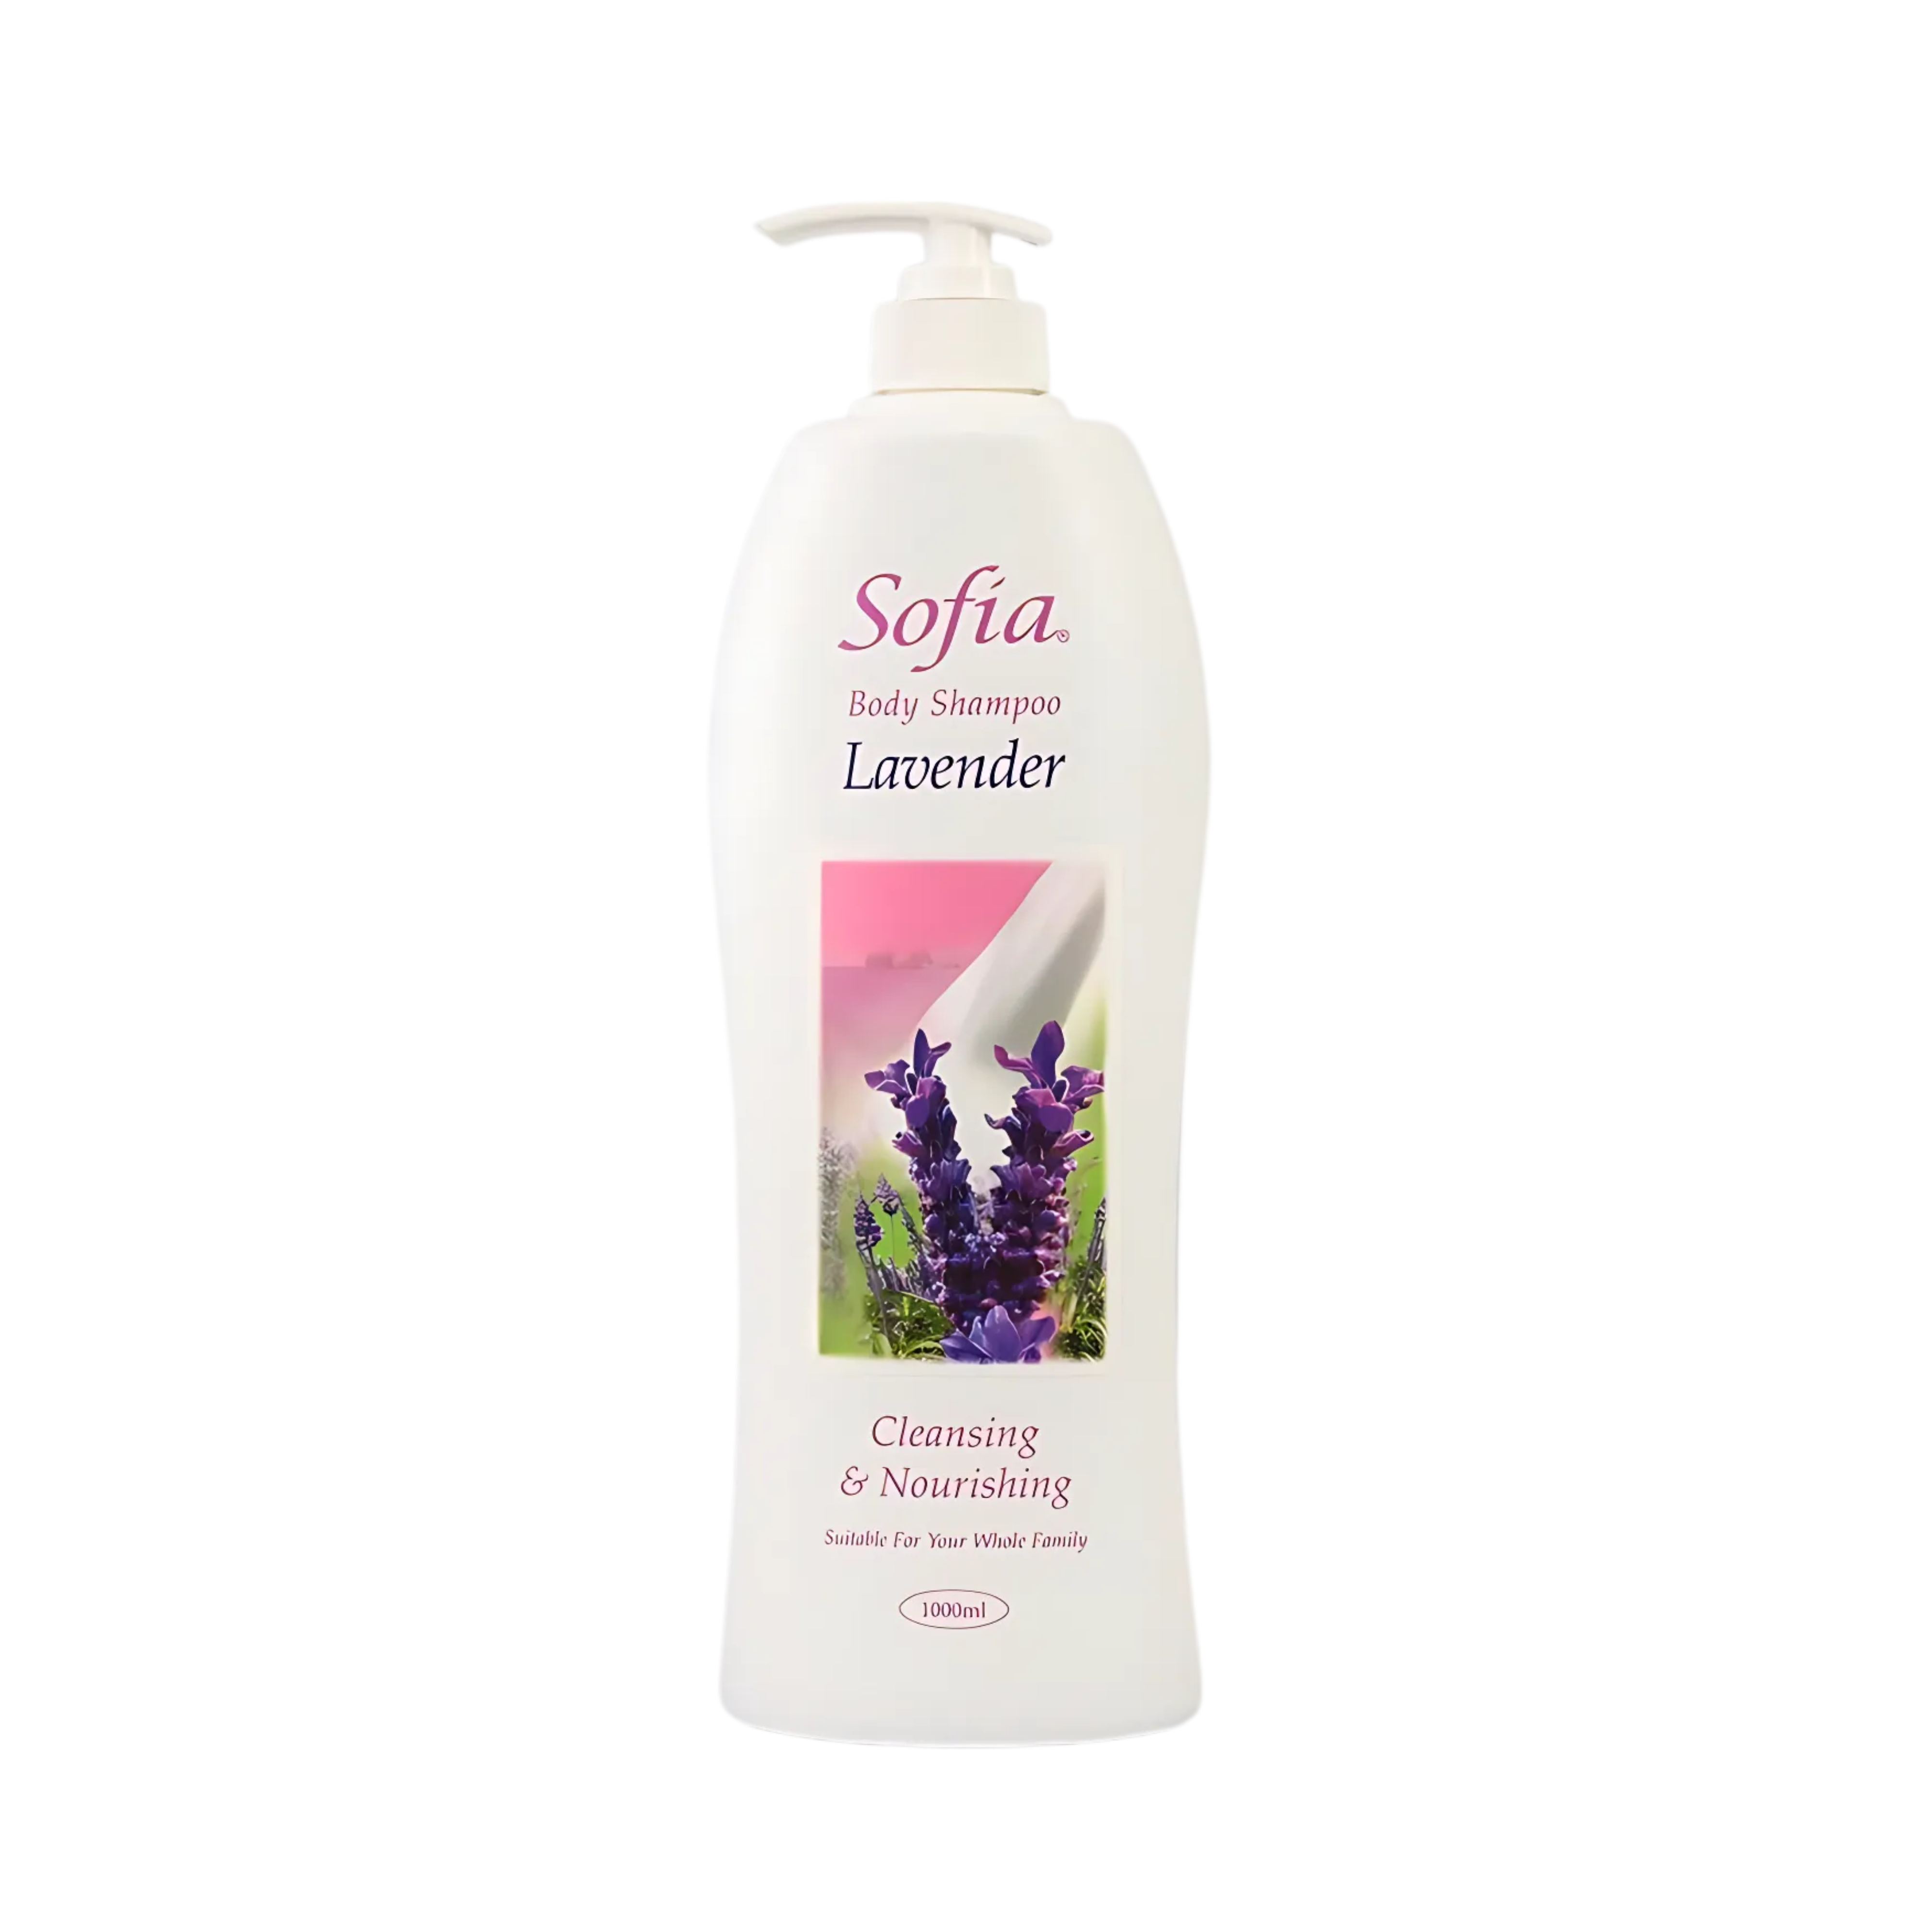 Sofia®
Body Shampoo
Lavender
Cleansing
& Nourishing
Suitable For Your Whole Family
1000ml